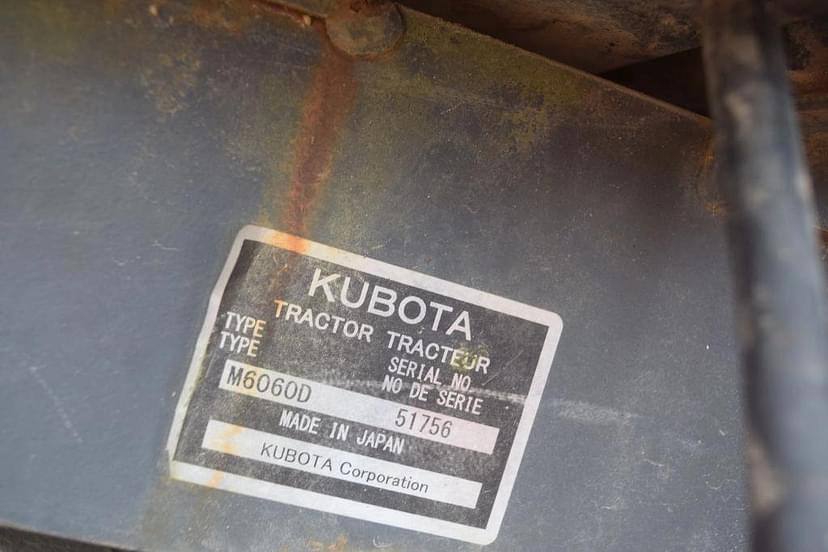 KUBOTA
TRACTOR TRACTEUR
TYPE SERIAL NO.
TYPE NO DE SERIE
M6060D 51756
MADE IN JAPAN
KUBOTA Corporation